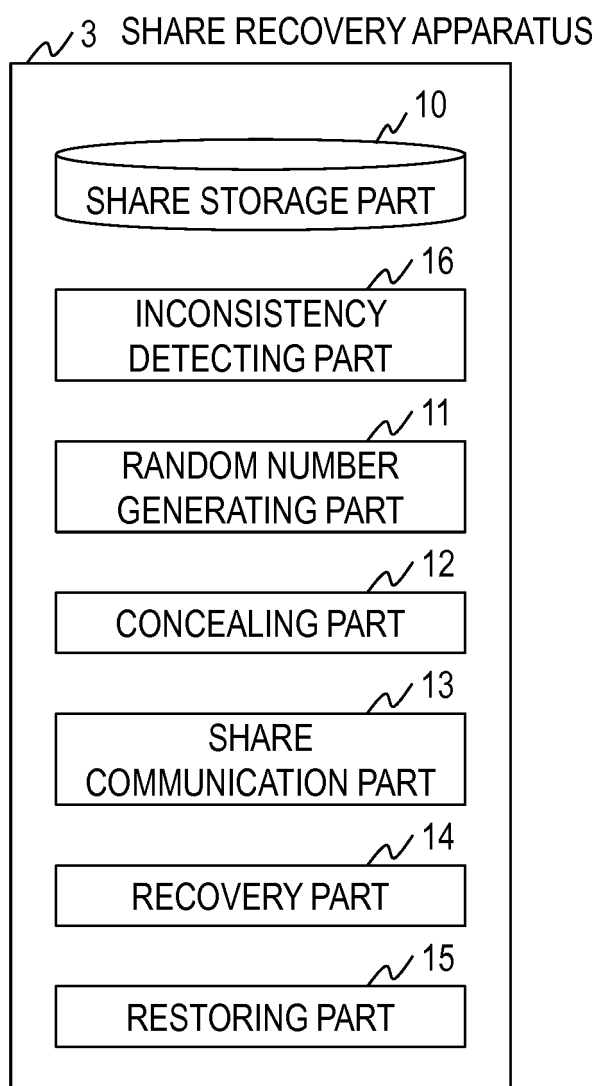 3 SHARE RECOVERY APPARATUS
10
SHARE STORAGE PART
16
INCONSISTENCY
DETECTING PART
11
RANDOM NUMBER
GENERATING PART
12
CONCEALING PART
13
SHARE
COMMUNICATION PART
14
RECOVERY PART
15
RESTORING PART